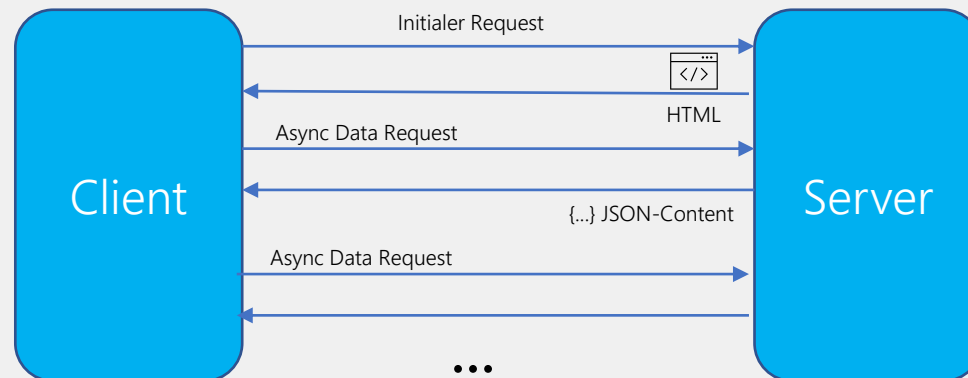 Initialer Request
</>
HTML
Async Data Request
Client
Server
{...} JSON-Content
Async Data Request
...